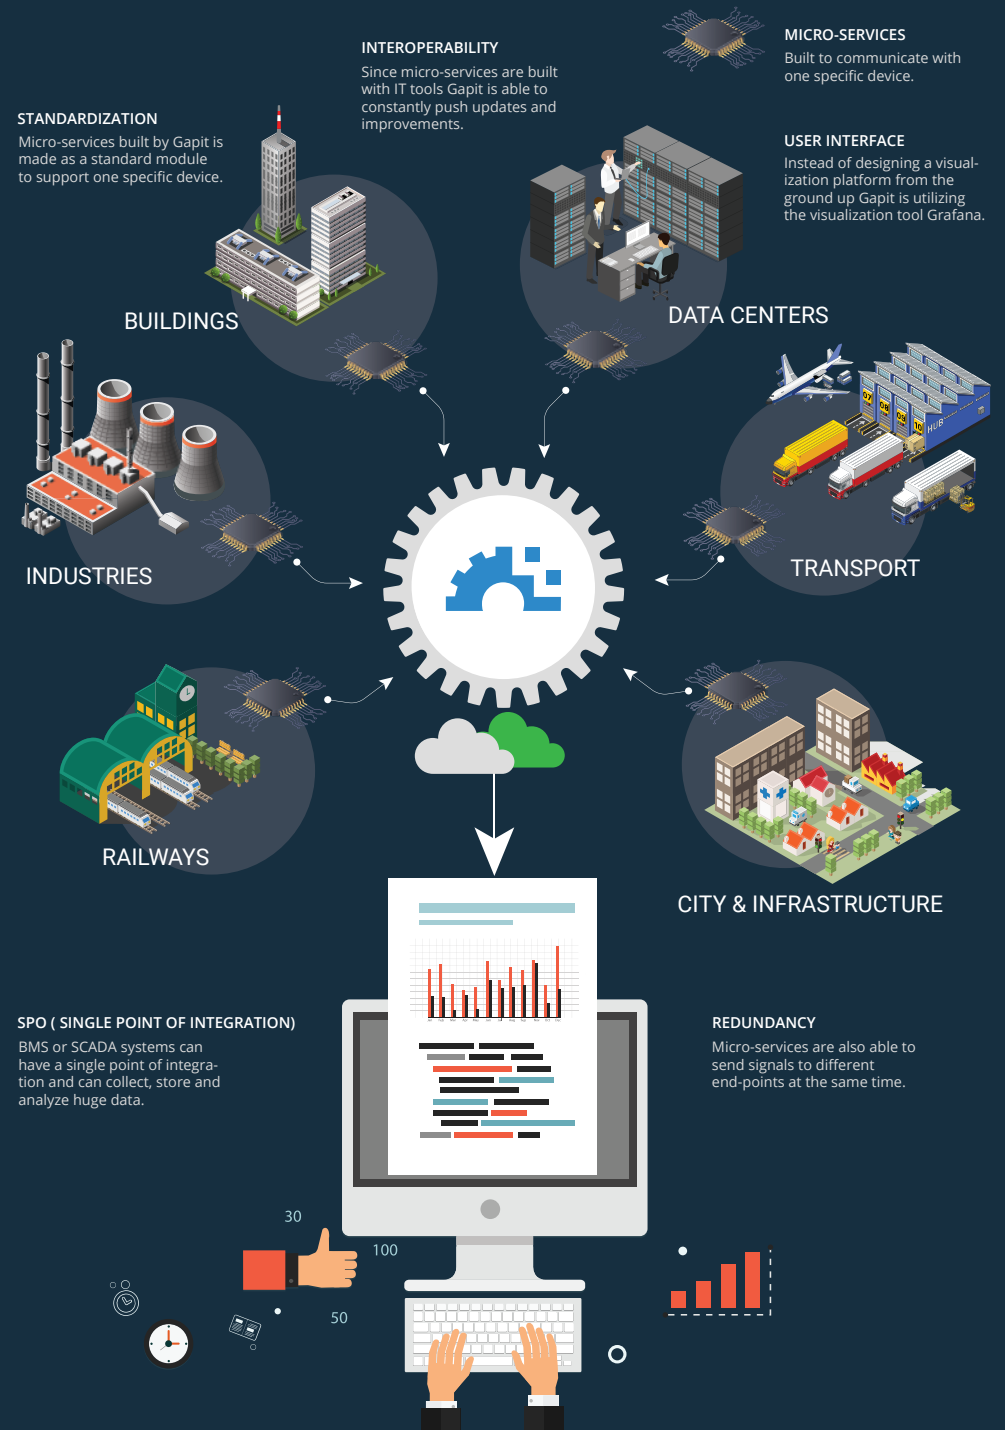 MICRO-SERVICES
Built to communicate with
one specific device.
INTEROPERABILITY
Since micro-services are built
with IT tools Gapit is able to
constantly push updates and
improvements.
STANDARDIZATION
Micro-services built by Gapit is
made as a standard module
to support one specific device.
USER INTERFACE
Instead of designing a visual-
ization platform from the
ground up Gapit is utilizing
the visualization tool Grafana.
BUILDINGS
DATA CENTERS
07
08
09
10
HUB
INDUSTRIES
TRANSPORT
RAILWAYS
CITY & INFRASTRUCTURE
SPO ( SINGLE POINT OF INTEGRATION)
BMS or SCADA systems can
have a single point of integra-
tion and can collect, store and
analyze huge data.
REDUNDANCY
Micro-services are also able to
send signals to different
end-points at the same time.
30
100
50